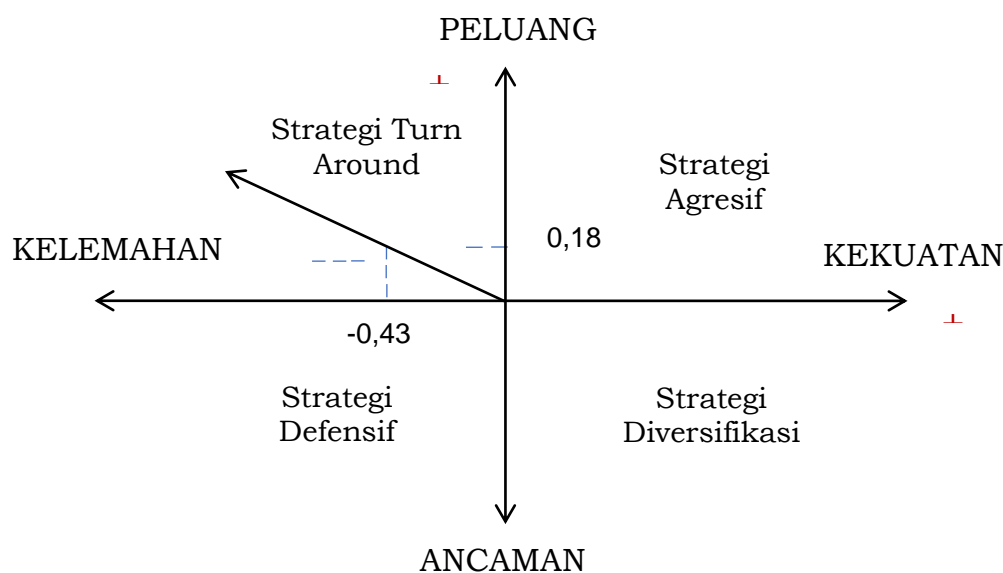 PELUANG
Strategi Turn
Around
Strategi
Agresif
0,18
KELEMAHAN
KEKUATAN
-0,43
Strategi
Defensif
Strategi
Diversifikasi
ANCAMAN